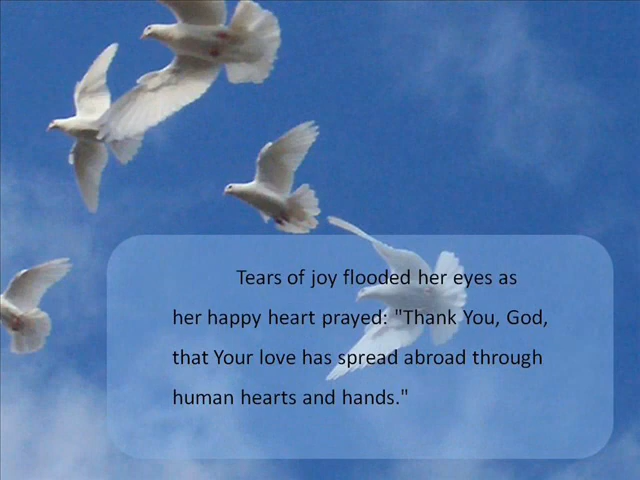 Tears of joy flooded her eyes as
her happy heart prayed: "Thank You, God,
that Your love has spread abroad through
human hearts and hands."